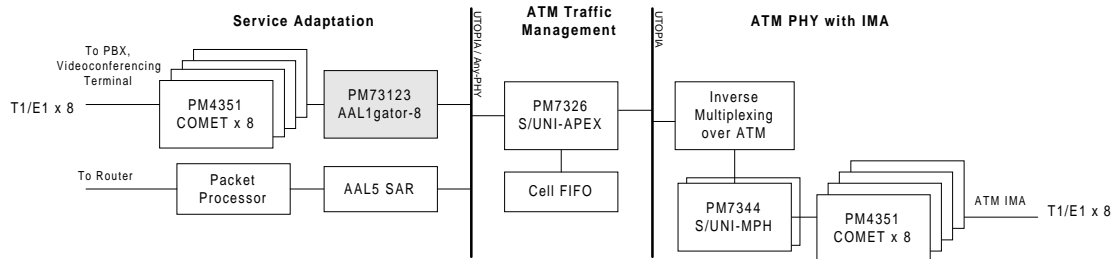 Service Adaptation
ATM Traffic
Management
ATM PHY with IMA
UTOPIA / Any-PHY
UTOPIA
To PBX,
Videoconferencing
Terminal
T1/E1 x 8
PM4351
COMET x 8
PM73123
AAL1gator-8
PM7326
S/UNI-APEX
Inverse
Multiplexing
over ATM
To Router
Packet
Processor
AAL5 SAR
Cell FIFO
PM7344
S/UNI-MPH
PM4351
COMET x 8
ATM IMA
T1/E1 x 8